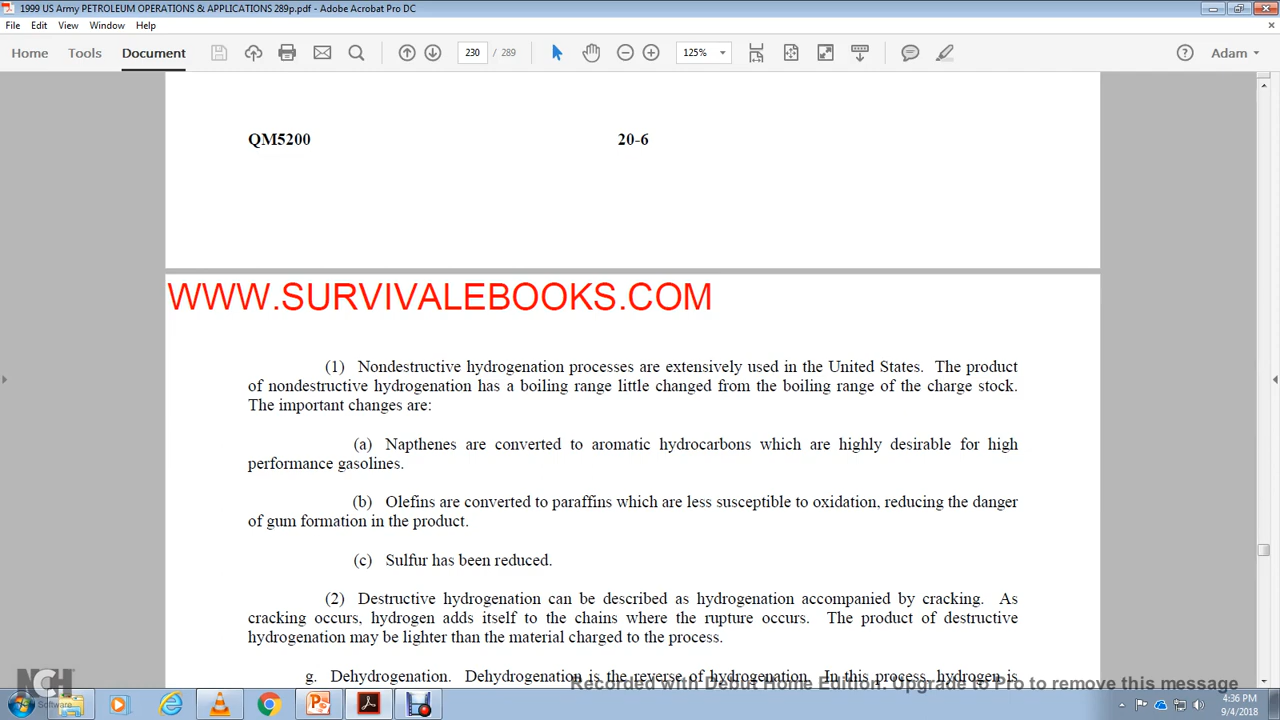 1999 US Army PETROLEUM OPERATIONS & APPLICATIONS 289p.pdf - Adobe Acrobat Pro DC
File Edit View Window Help
Home Tools Document 230 / 289 125% Adam
QM5200 20-6
WWW.SURVIVALEBOOKS.COM
(1) Nondestructive hydrogenation processes are extensively used in the United States. The product
of nondestructive hydrogenation has a boiling range little changed from the boiling range of the charge stock.
The important changes are:
(a) Napthenes are converted to aromatic hydrocarbons which are highly desirable for high
performance gasolines.
(b) Olefins are converted to paraffins which are less susceptible to oxidation, reducing the danger
of gum formation in the product.
(c) Sulfur has been reduced.
(2) Destructive hydrogenation can be described as hydrogenation accompanied by cracking. As
cracking occurs, hydrogen adds itself to the chains where the rupture occurs. The product of destructive
hydrogenation may be lighter than the material charged to the process.
g. Dehydrogenation. Dehydrogenation is the reverse of hydrogenation. In this process, hydrogen is
Recorded with Debut Home Edition. Upgrade to Pro to remove this message
NCH
Software
4:36 PM
9/4/2018